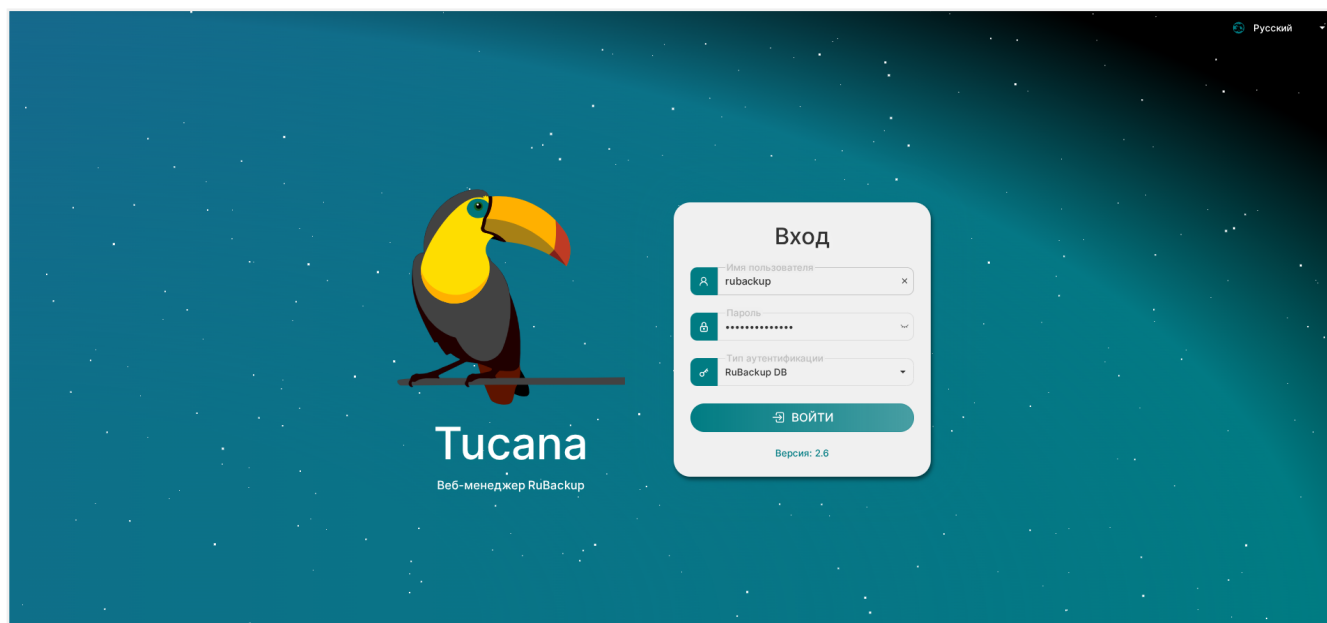 Русский
Вход
Имя пользователя
rubackup
Пароль
••••••••••••••
Тип аутентификации
RuBackup DB
ВОЙТИ
Версия: 2.6
Tucana
Веб-менеджер RuBackup